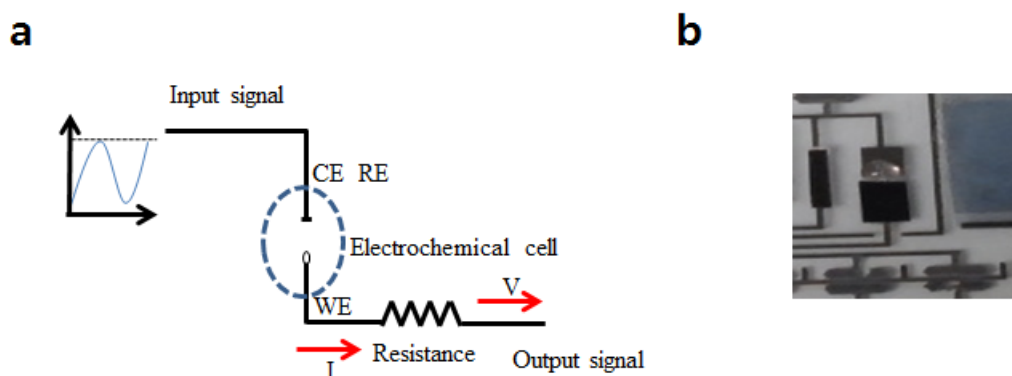 a
b
Input signal
CE RE
Electrochemical cell
WE
V
I
Resistance
Output signal